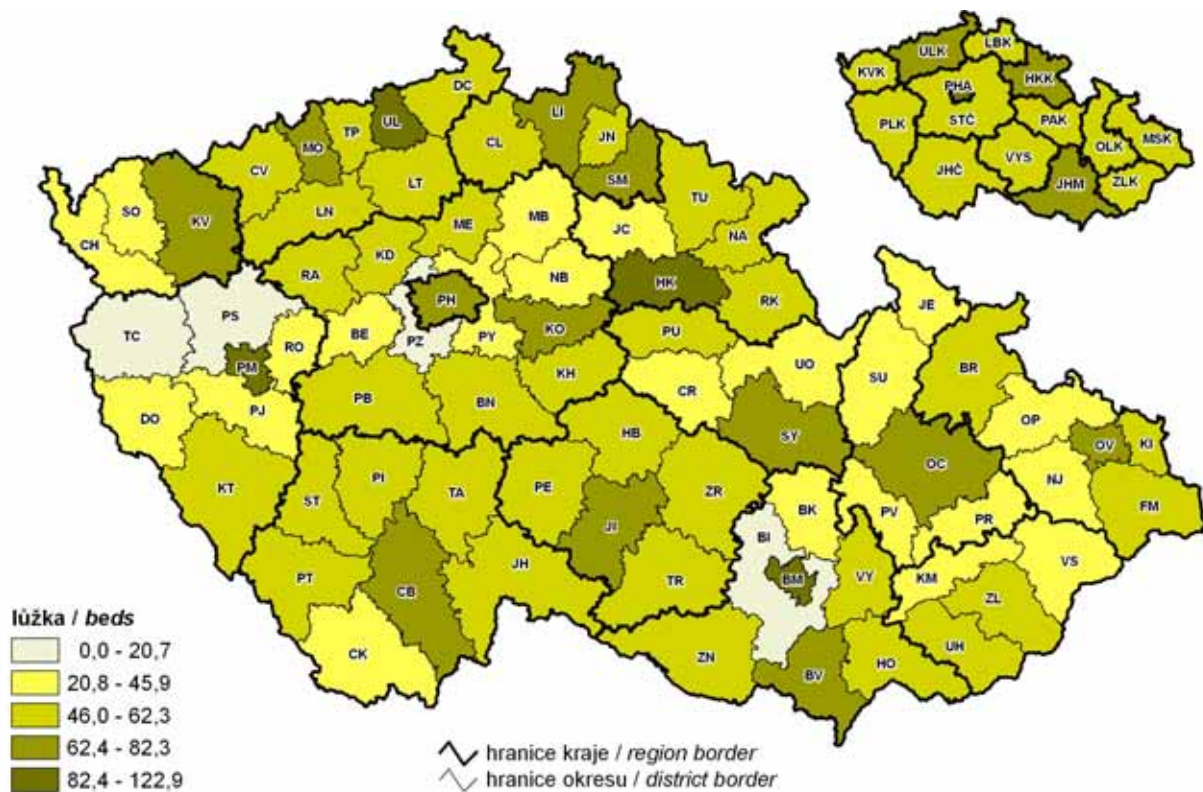 DC
UL
TP
MO
CV
LT
CL
LI
JN
SM
SO
KV
CH
LN
ME
MB
JC
TU
NA
RA
KD
NB
HK
RK
TC
PS
RO
BE
PH
PZ
PY
KO
PU
PM
DO
PJ
PB
BN
KH
CR
UO
SU
JE
BR
KT
ST
PI
TA
PE
HB
ZR
SY
OC
OP
OV
KI
NJ
FM
PT
CB
JH
JI
TR
BI
BK
BM
PV
PR
VY
KM
VS
ZL
CK
ZN
BV
HO
UH
ULK
LBK
KVK
HKK
PHA
PLK
STČ
PAK
OLK
MSK
VYS
JHČ
JHM
ZLK
lůžka / beds
0,0 - 20,7
20,8 - 45,9
46,0 - 62,3
62,4 - 82,3
82,4 - 122,9
hranice kraje / region border
hranice okresu / district border